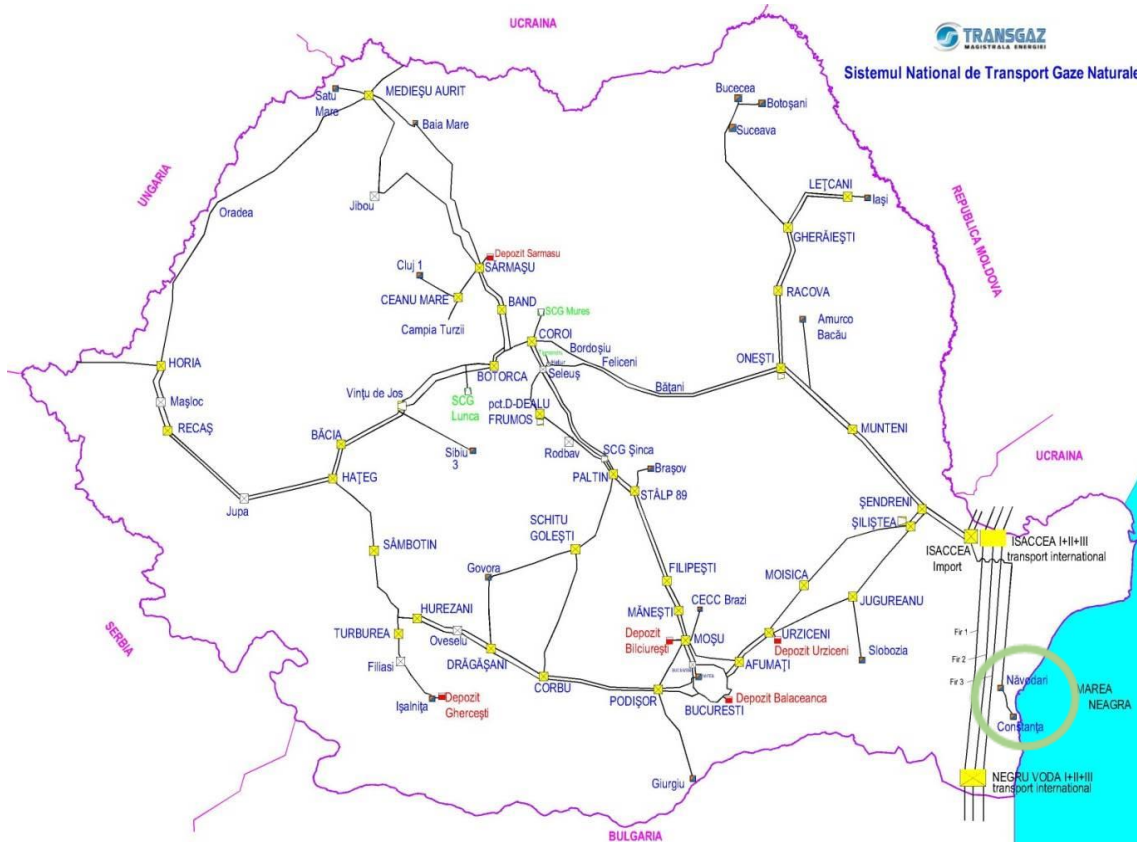 UCRAINA
TRANSGAZ
MAGISTRALA ENERGIEI
Sistemul National de Transport Gaze Naturale
MEDIEŞU AURIT
Satu
Mare
Baia Mare
Bucecea
Botoşani
Suceava
UNGARIA
Oradea
Jibou
LEŢCANI
Iaşi
GHERĂIEŞTI
REPUBLICA MOLDOVA
Depozit Sarmasu
SĂRMAŞU
Cluj 1
CEANU MARE
BAND
Campia Turzii
SCG Mures
RACOVA
Amurco
Bacău
COROI
Bordoşiu
Feliceni
ONEŞTI
HORIA
BOTORCA
Seleuş
Băţani
Vinţu de Jos
Maşloc
SCG
Lunca
pct.D-DEALU
FRUMOS
RECAŞ
BĂCIA
Sibiu
3
Rodbav
SCG Şinca
MUNTENI
HAŢEG
PALTIN
Braşov
UCRAINA
STÂLP 89
Jupa
ŞENDRENI
SCHITU
GOLEŞTI
ŞILIŞTEA
ISACCEA I+II+III
transport international
ISACCEA
Import
SÂMBOTIN
Govora
FILIPEŞTI
MOISICA
CECC Brazi
JUGUREANU
MĂNEŞTI
HUREZANI
TURBUREA
Oveselu
Depozit
Bilciureşti
MOŞU
URZICENI
Depozit Urziceni
SERBIA
Fir 1
Filiasi
DRĂGĂŞANI
AFUMAŢI
Slobozia
Fir 2
Fir 3
CORBU
Năvodari
MAREA
NEAGRA
Işalniţa
Depozit
Gherceşti
PODIŞOR
BUCURESTI
Depozit Balaceanca
Constanţa
Giurgiu
NEGRU VODA I+II+III
transport international
BULGARIA